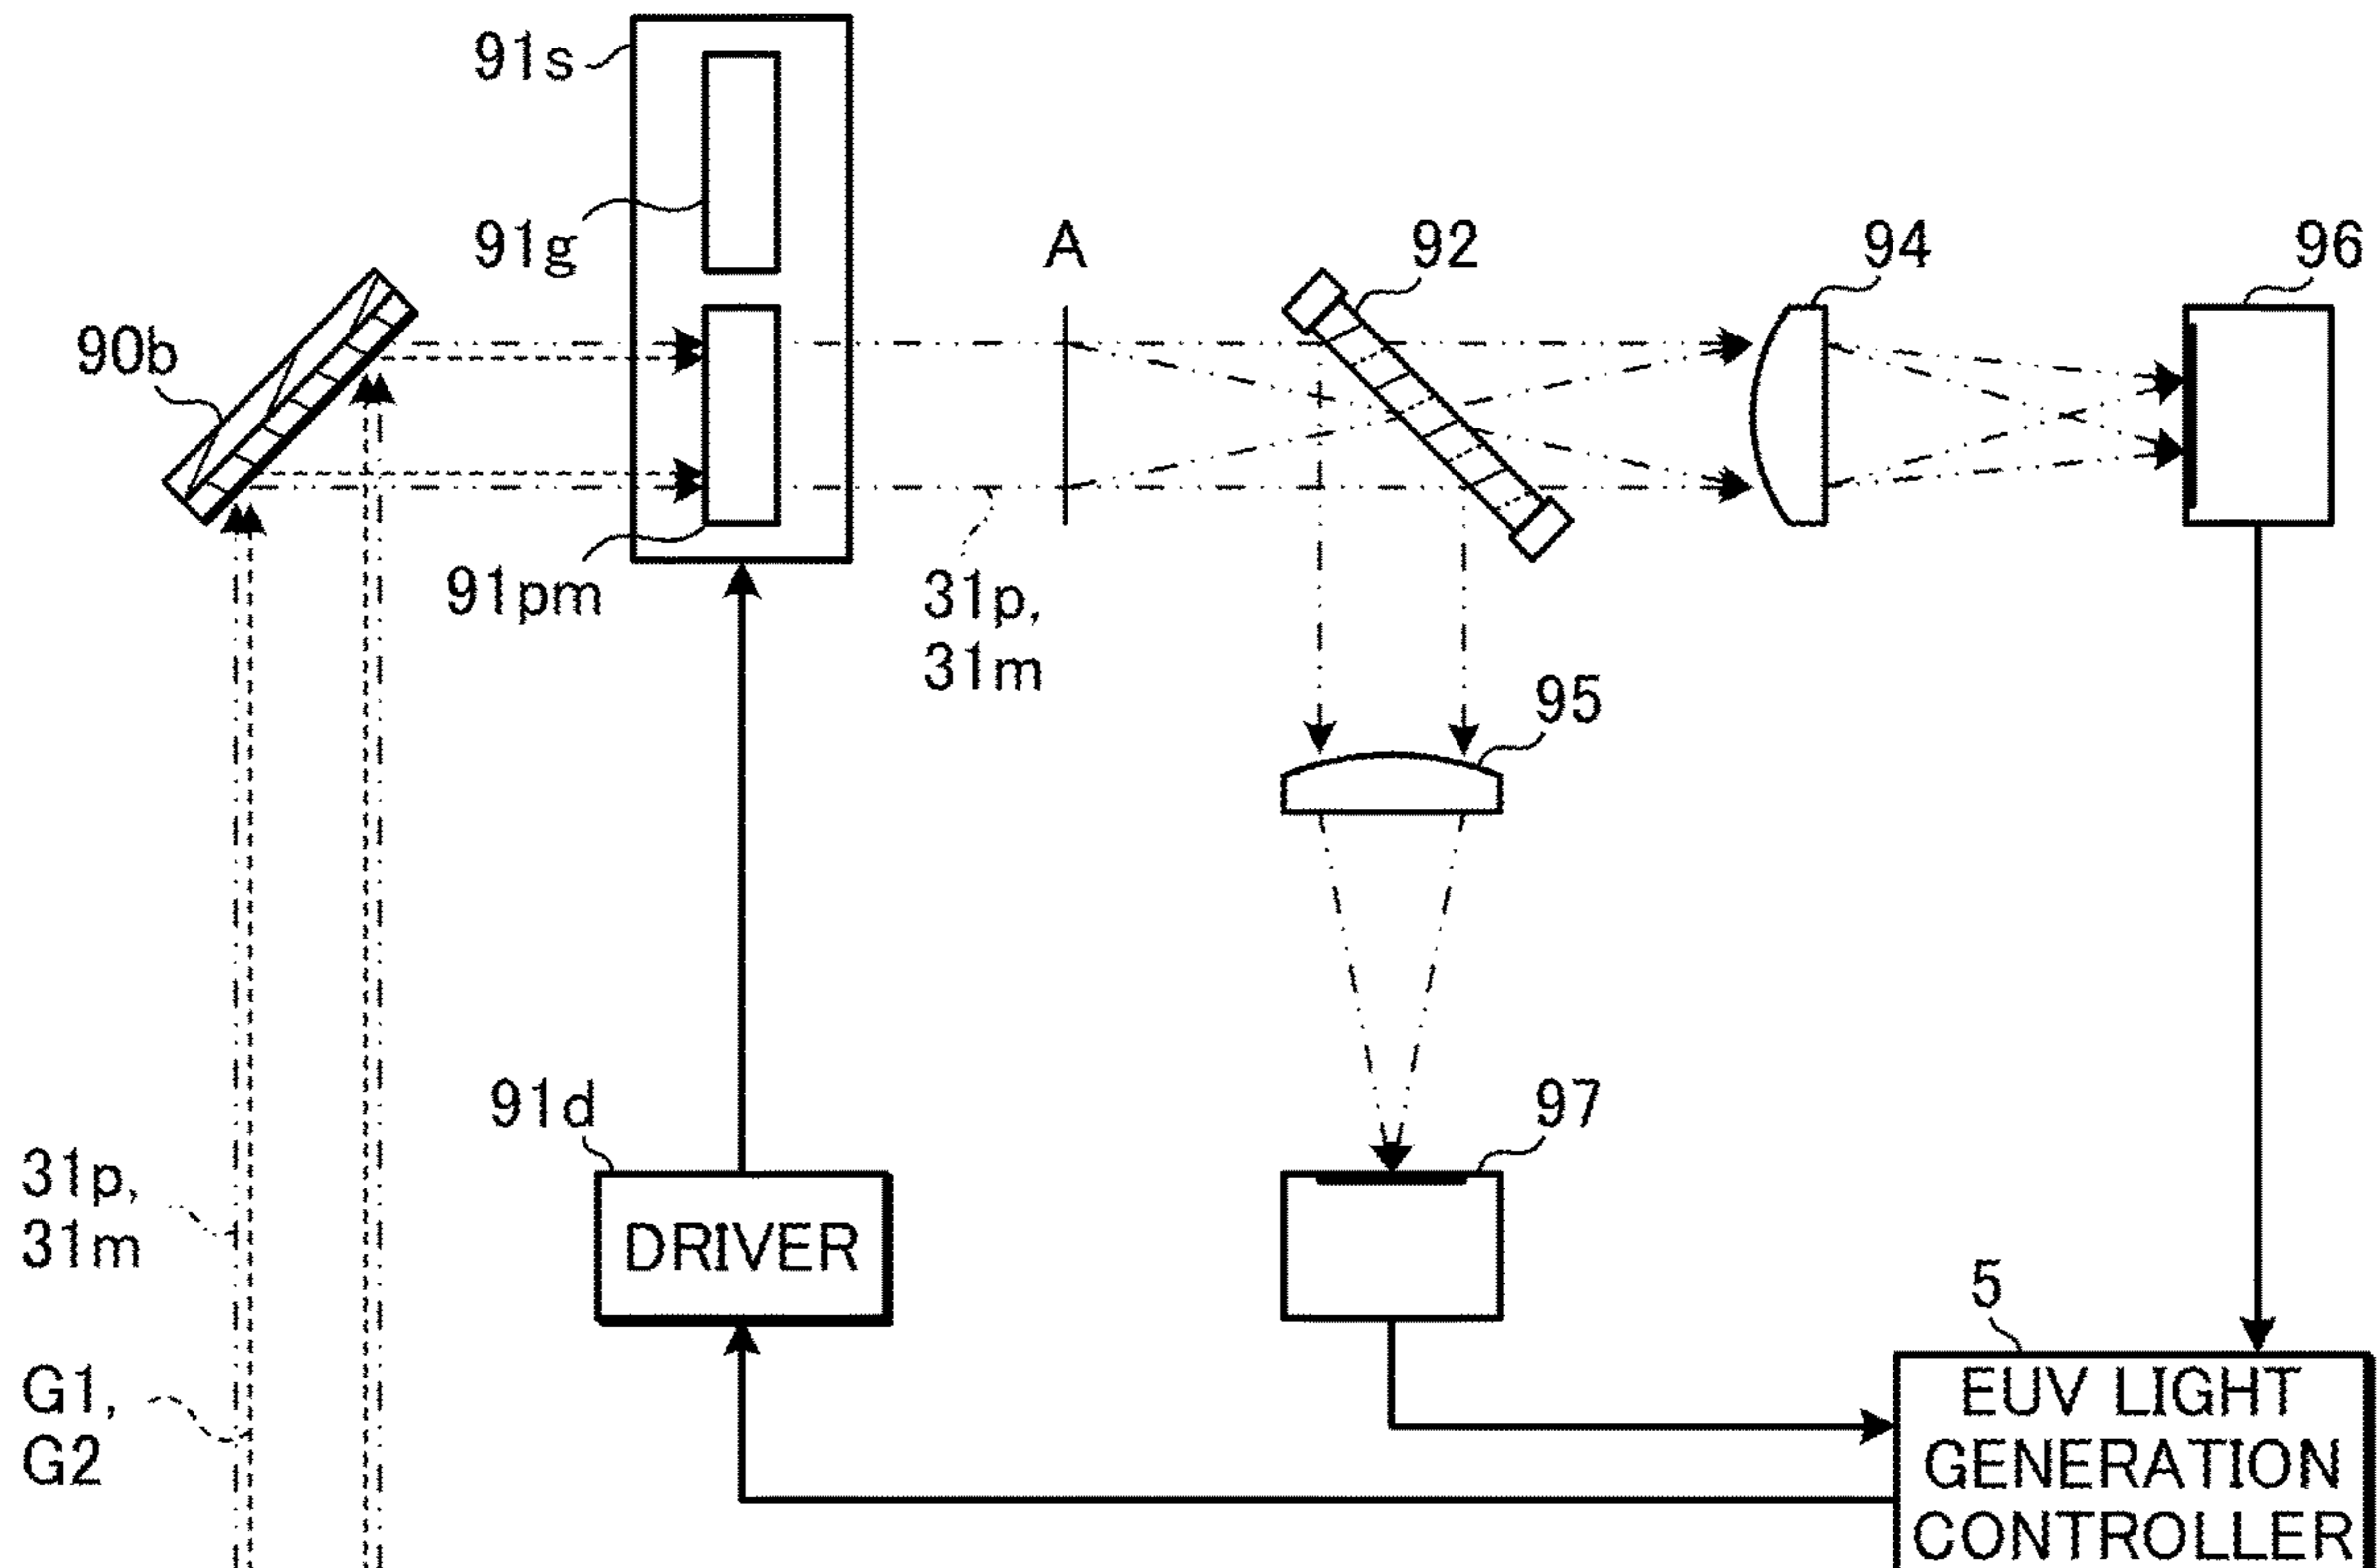 91s
91g
A
92
94
96
90b
91pm
31p,
31m
95
91d
97
DRIVER
31p,
31m
5
G1,
G2
EUV LIGHT
GENERATION
CONTROLLER